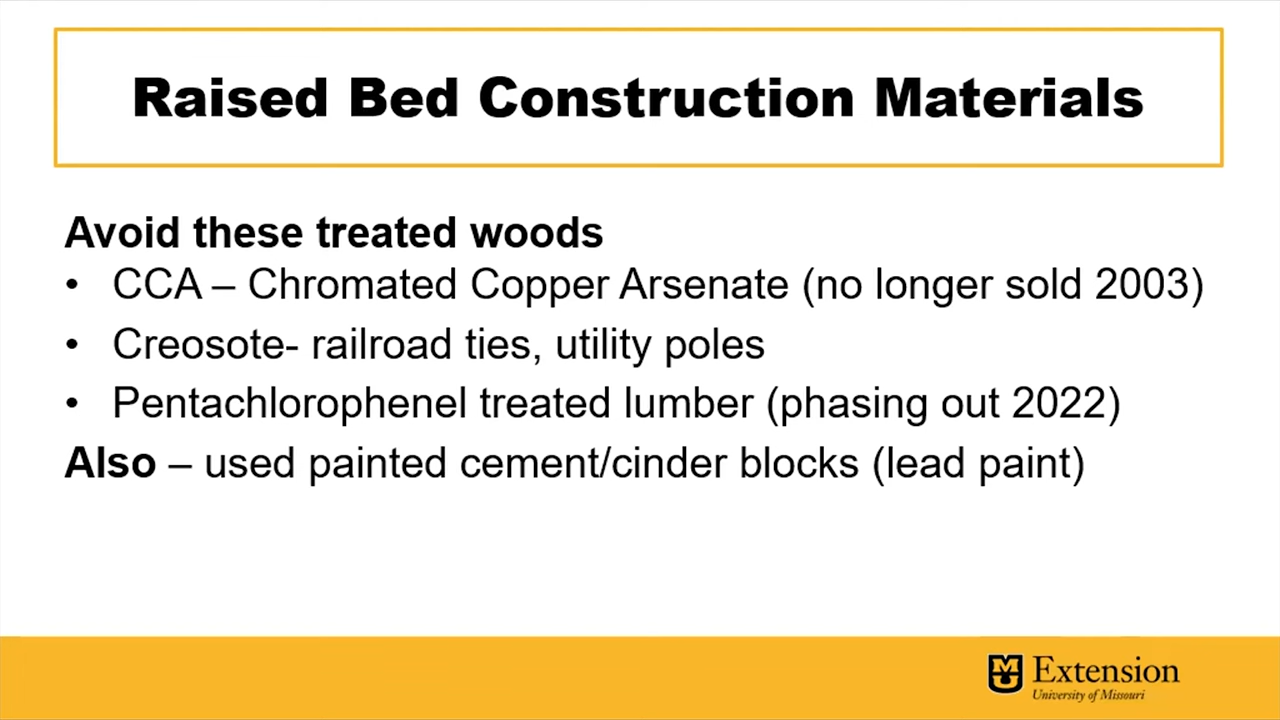 Raised Bed Construction Materials
Avoid these treated woods
• CCA – Chromated Copper Arsenate (no longer sold 2003)
• Creosote- railroad ties, utility poles
• Pentachlorophenel treated lumber (phasing out 2022)
Also – used painted cement/cinder blocks (lead paint)
MU Extension
University of Missouri